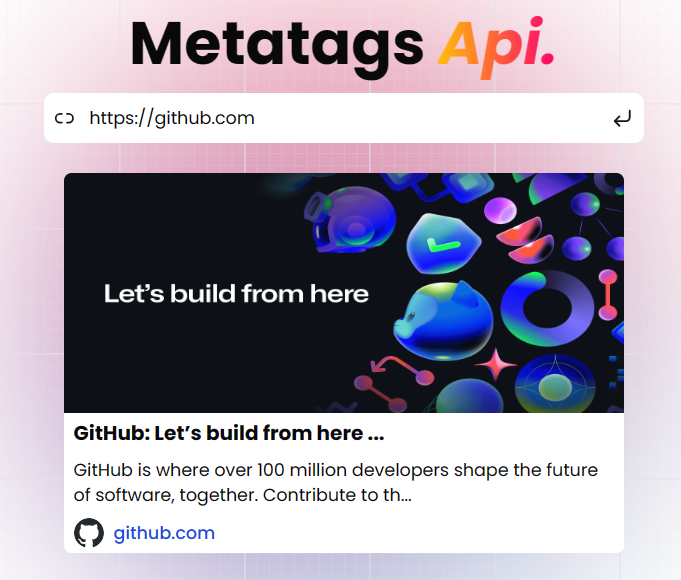 Metatags Api.
https://github.com
Let’s build from here
GitHub: Let’s build from here ...
GitHub is where over 100 million developers shape the future
of software, together. Contribute to th...
github.com